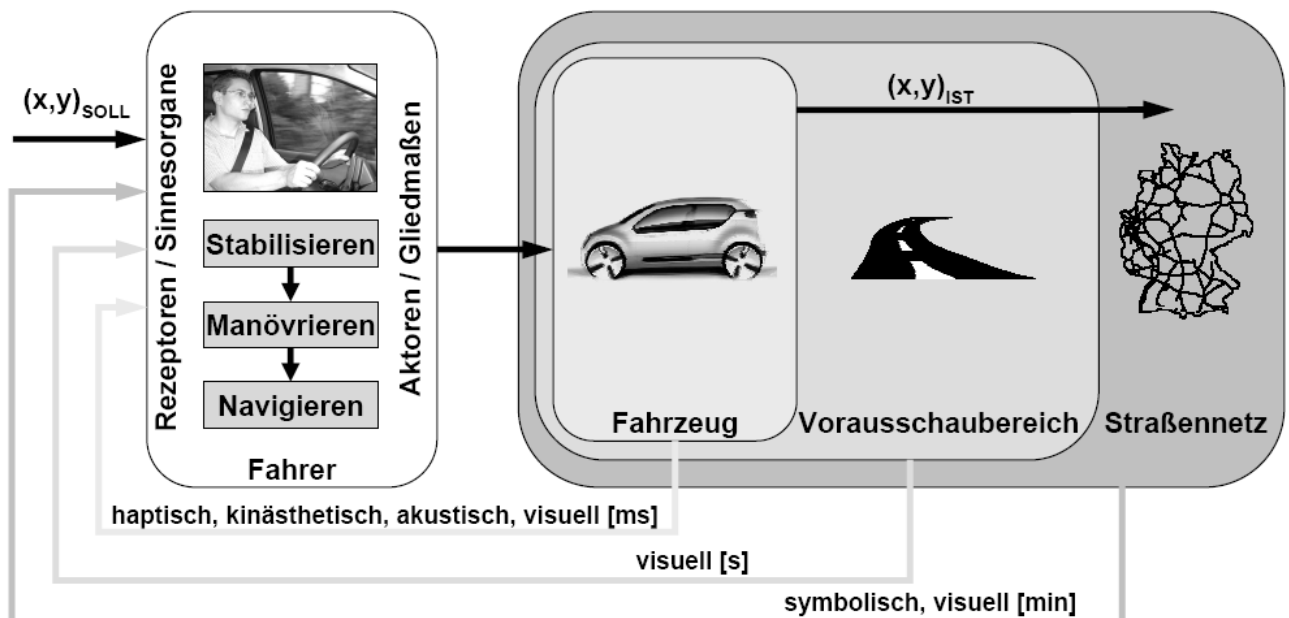 (x,y)SOLL
Rezeptoren / Sinnesorgane
Stabilisieren
Manövrieren
Navigieren
Aktoren / Gliedmaßen
Fahrer
(x,y)IST
Fahrzeug
Vorausschaubereich
Straßennetz
haptisch, kinästhetisch, akustisch, visuell [ms]
visuell [s]
symbolisch, visuell [min]